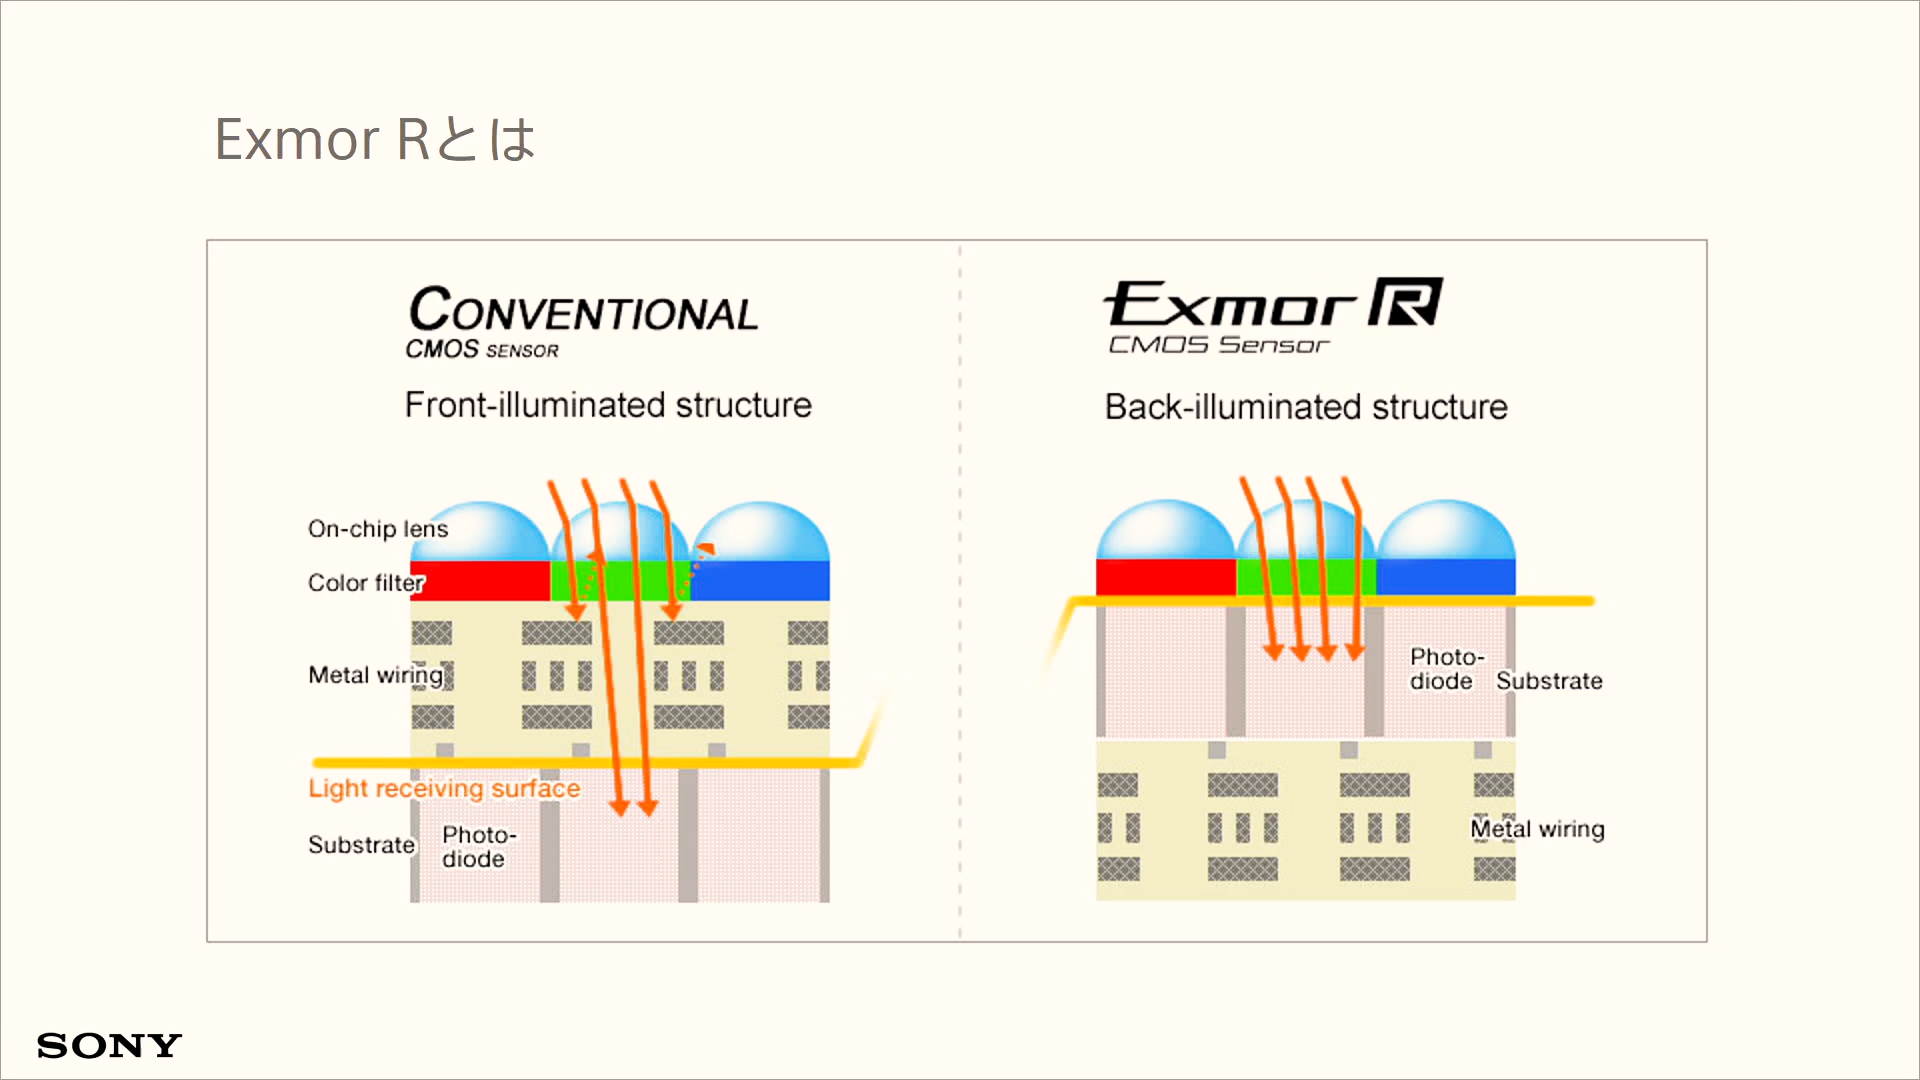 Exmor Rとは
CONVENTIONAL
CMOS SENSOR
Front-illuminated structure
On-chip lens
Color filter
Metal wiring
Light receiving surface
Substrate
Photo-
diode
Exmor R
CMOS Sensor
Back-illuminated structure
Photo-
diode
Substrate
Metal wiring
SONY